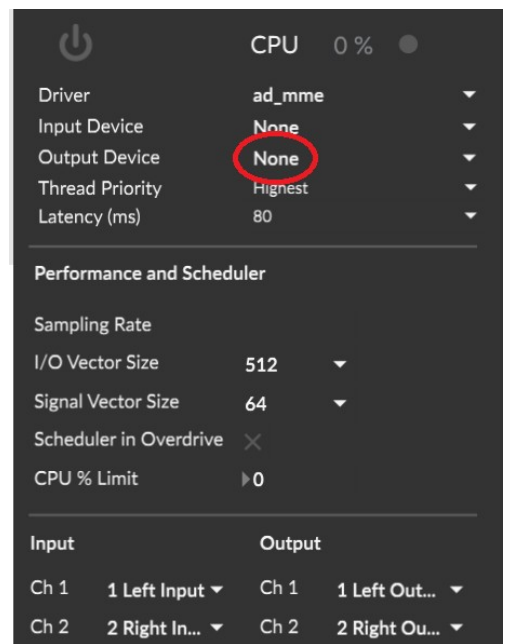 CPU 0 %
Driver ad_mme
Input Device None
Output Device None
Thread Priority Highest
Latency (ms) 80
Performance and Scheduler
Sampling Rate
I/O Vector Size 512
Signal Vector Size 64
Scheduler in Overdrive
CPU % Limit 0
Input Output
Ch 1 1 Left Input Ch 1 1 Left Out...
Ch 2 2 Right In... Ch 2 2 Right Ou...